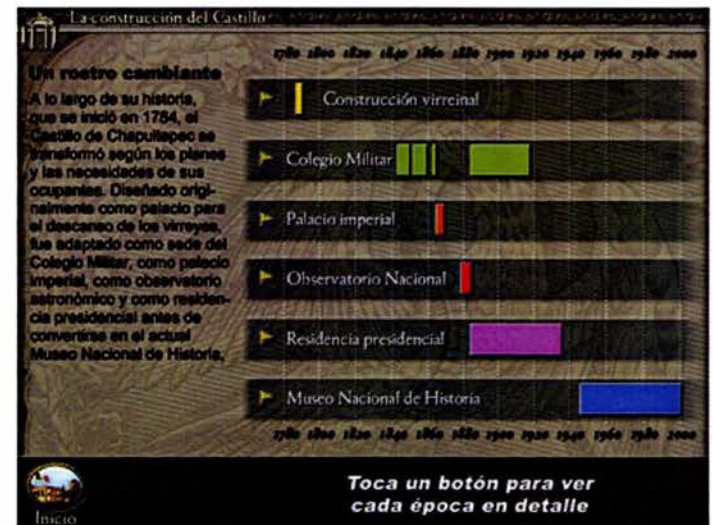 La construcción del Castillo
1780 1800 1820 1840 1860 1880 1900 1920 1940 1960 1980 2000
Un rostro cambiante
A lo largo de su historia,
que se inició en 1784, el
Castillo de Chapultepec se
transformó según los planes
y las necesidades de sus
ocupantes. Diseñado origi-
nalmente como palacio para
el descanso de los virreyes,
fue adaptado como sede del
Colegio Militar, como palacio
imperial, como observatorio
astronómico y como residen-
cia presidencial antes de
convertirse en el actual
Museo Nacional de Historia.
Construcción virreinal
Colegio Militar
Palacio imperial
Observatorio Nacional
Residencia presidencial
Museo Nacional de Historia
1780 1800 1820 1840 1860 1880 1900 1920 1940 1960 1980 2000
Toca un botón para ver
cada época en detalle
Inicio